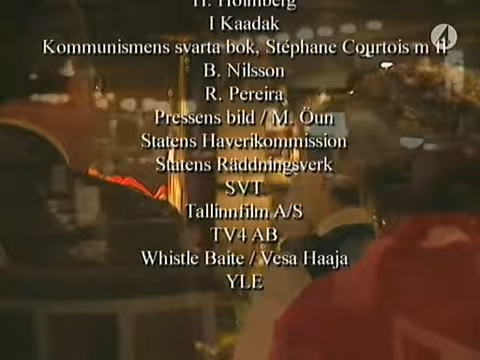 H. Holmberg
I Kaadak
Kommunismens svarta bok, Stéphane Courtois m fl
B. Nilsson
R. Pereira
Pressens bild / M. Öun
Statens Haverikommission
Statens Räddningsverk
SVT
Tallinnfilm A/S
TV4 AB
Whistle Baite / Vesa Haaja
YLE
4